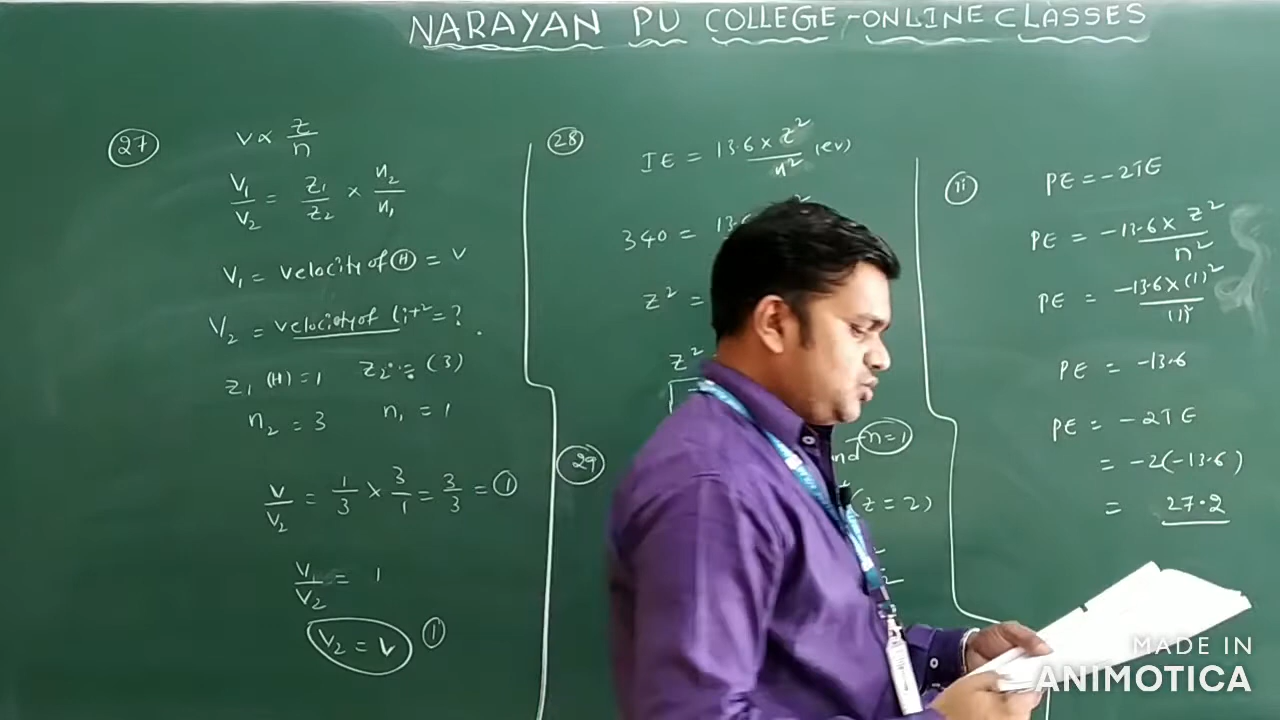 NARAYAN PU COLLEGE-ONLINE CLASSES
27
V ∝ Z/n
V1/V2 = Z1/Z2 × n2/n1
V1 = velocity of H = V
V2 = velocity of Li+2 = ?
Z1 (H) = 1 Z2 = (3)
n2 = 3 n1 = 1
V/V2 = 1/3 × 3/1 = 3/3 = 1
V1/V2 = 1
V2 = V 1
28
IE = 13.6 × Z²/n² (ev)
340 =
Z² =
Z²
29
n=1
(Z = 2)
ii
PE = -2TE
PE = -13.6 × Z²/n²
PE = -13.6 × (1)²/(1)²
PE = -13.6
PE = -2TE
= -2(-13.6)
= 27.2
MADE IN
ANIMOTICA